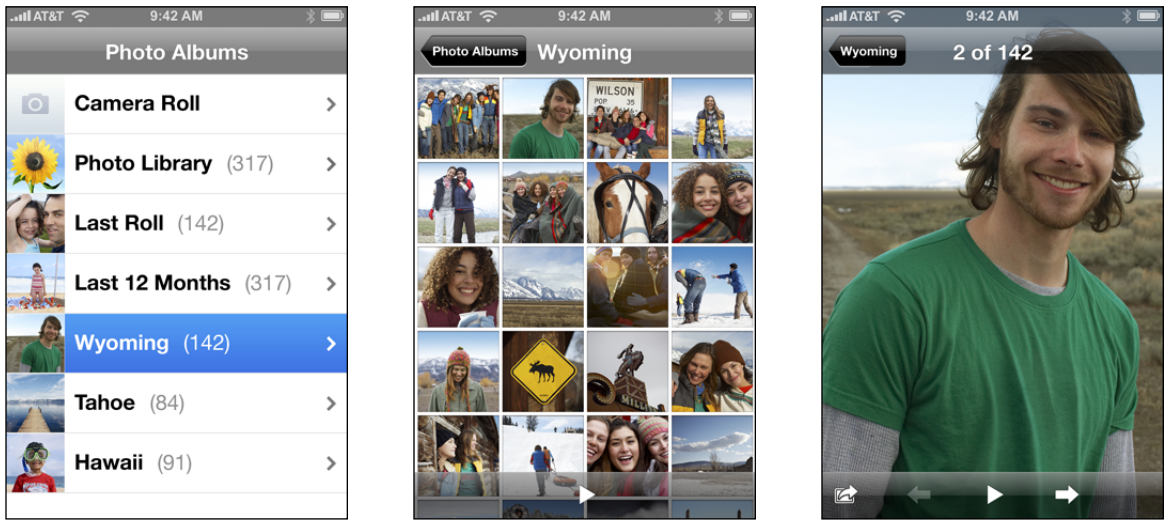 AT&T 9:42 AM
Photo Albums
Camera Roll
Photo Library (317)
Last Roll (142)
Last 12 Months (317)
Wyoming (142)
Tahoe (84)
Hawaii (91)
AT&T 9:42 AM
Photo Albums Wyoming
WILSON
POP. 35
AT&T 9:42 AM
Wyoming 2 of 142